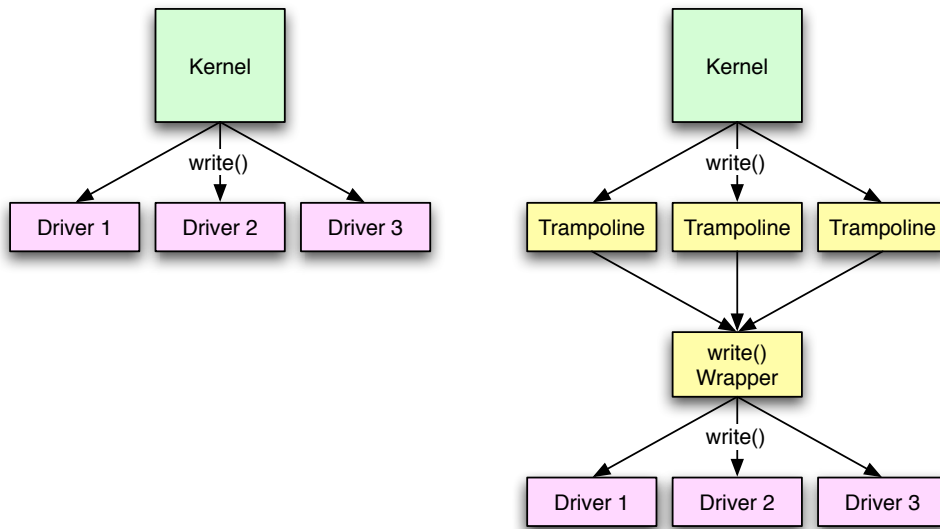 Kernel
write()
Driver 1
Driver 2
Driver 3
Kernel
write()
Trampoline
Trampoline
Trampoline
write()
Wrapper
write()
Driver 1
Driver 2
Driver 3